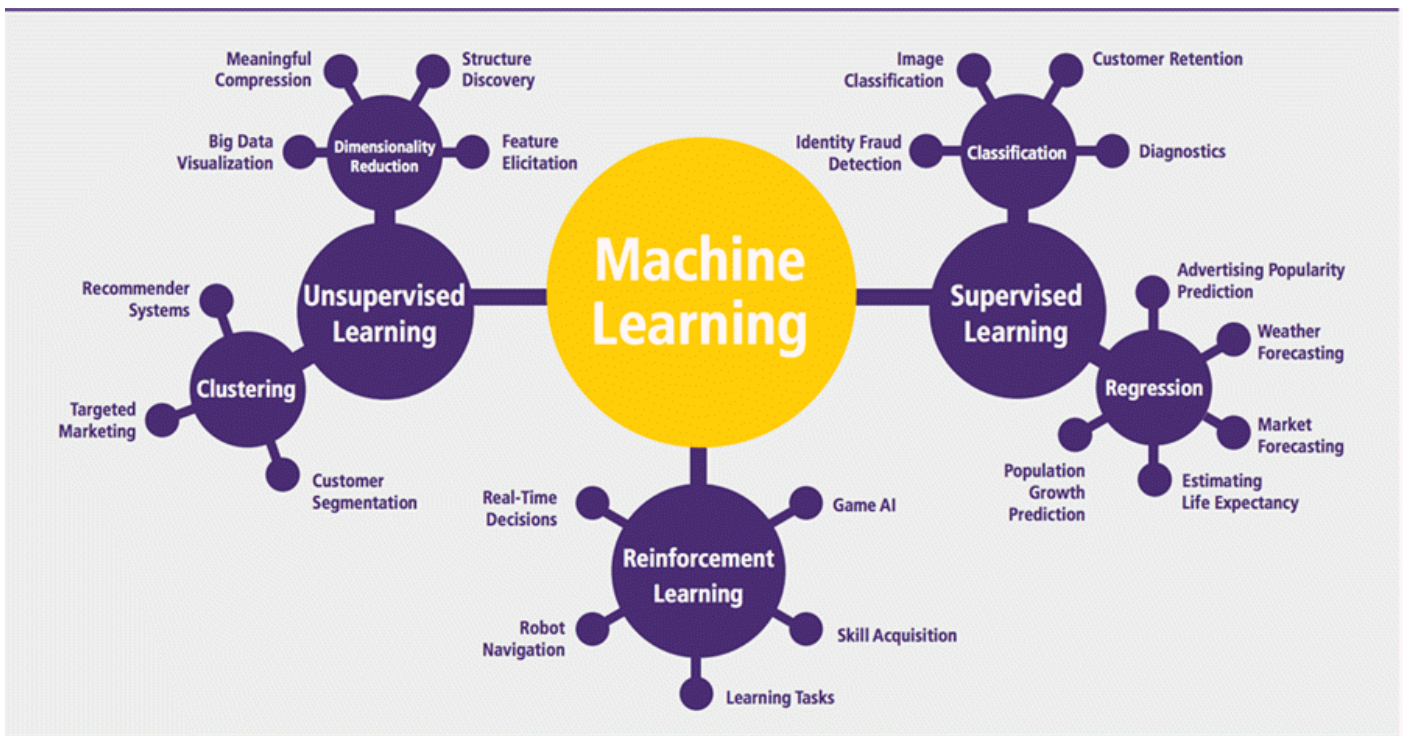 Meaningful
Compression
Structure
Discovery
Big Data
Visualization
Dimensionality
Reduction
Feature
Elicitation
Unsupervised
Learning
Recommender
Systems
Clustering
Targeted
Marketing
Customer
Segmentation
Machine
Learning
Image
Classification
Customer Retention
Identity Fraud
Detection
Classification
Diagnostics
Supervised
Learning
Advertising Popularity
Prediction
Weather
Forecasting
Regression
Market
Forecasting
Population
Growth
Prediction
Estimating
Life Expectancy
Real-Time
Decisions
Game AI
Reinforcement
Learning
Robot
Navigation
Skill Acquisition
Learning Tasks